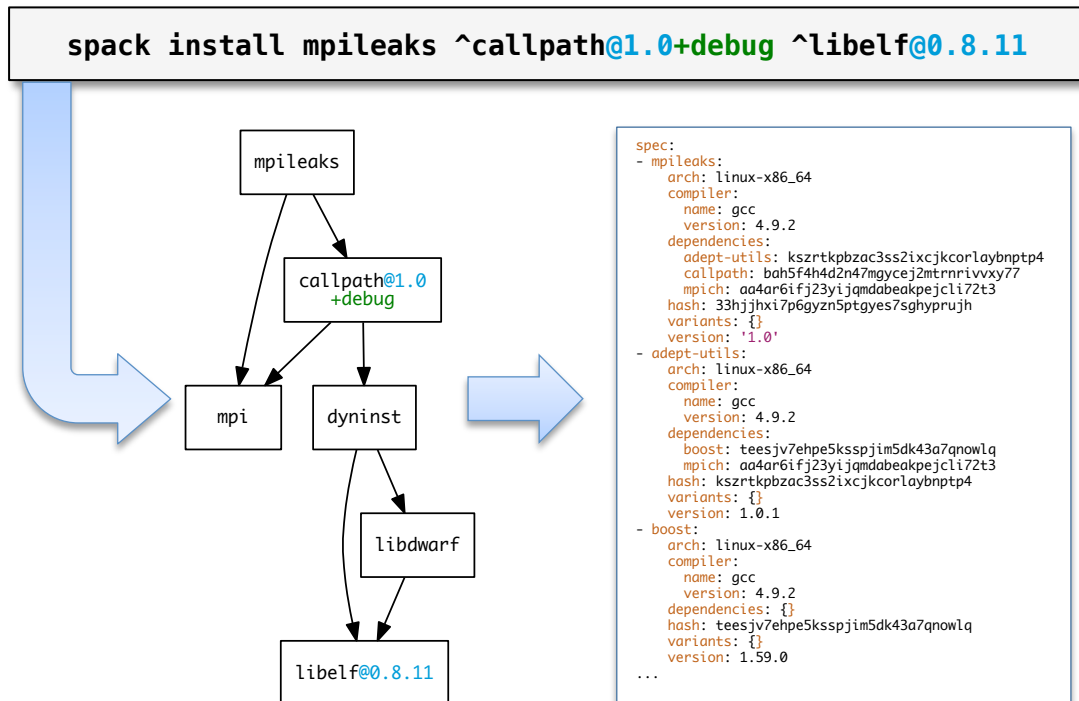 spack install mpileaks ^callpath@1.0+debug ^libelf@0.8.11
mpileaks
callpath@1.0
+debug
mpi
dyninst
libdwarf
libelf@0.8.11
spec:
- mpileaks:
    arch: linux-x86_64
    compiler:
      name: gcc
      version: 4.9.2
    dependencies:
      adept-utils: kszrtkpbzac3ss2ixcjkcorlaybnptp4
      callpath: bah5f4h4d2n47mgycej2mtrnrivvxy77
      mpich: aa4ar6ifj23yijqmdabeakpejcli72t3
    hash: 33hjjhxi7p6gyzn5ptgyes7sghyprujh
    variants: {}
    version: '1.0'
- adept-utils:
    arch: linux-x86_64
    compiler:
      name: gcc
      version: 4.9.2
    dependencies:
      boost: teesjv7ehpe5ksspjim5dk43a7qnowlq
      mpich: aa4ar6ifj23yijqmdabeakpejcli72t3
    hash: kszrtkpbzac3ss2ixcjkcorlaybnptp4
    variants: {}
    version: 1.0.1
- boost:
    arch: linux-x86_64
    compiler:
      name: gcc
      version: 4.9.2
    dependencies: {}
    hash: teesjv7ehpe5ksspjim5dk43a7qnowlq
    variants: {}
    version: 1.59.0
...